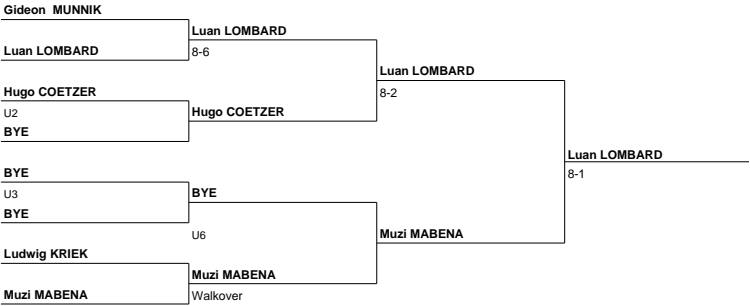 Gideon  MUNNIK
Luan LOMBARD
Luan LOMBARD
8-6
Luan LOMBARD
8-2
Hugo COETZER
U2
Hugo COETZER
BYE
Luan LOMBARD
8-1
BYE
U3
BYE
BYE
U6
Muzi MABENA
Ludwig KRIEK
Muzi MABENA
Muzi MABENA
Walkover